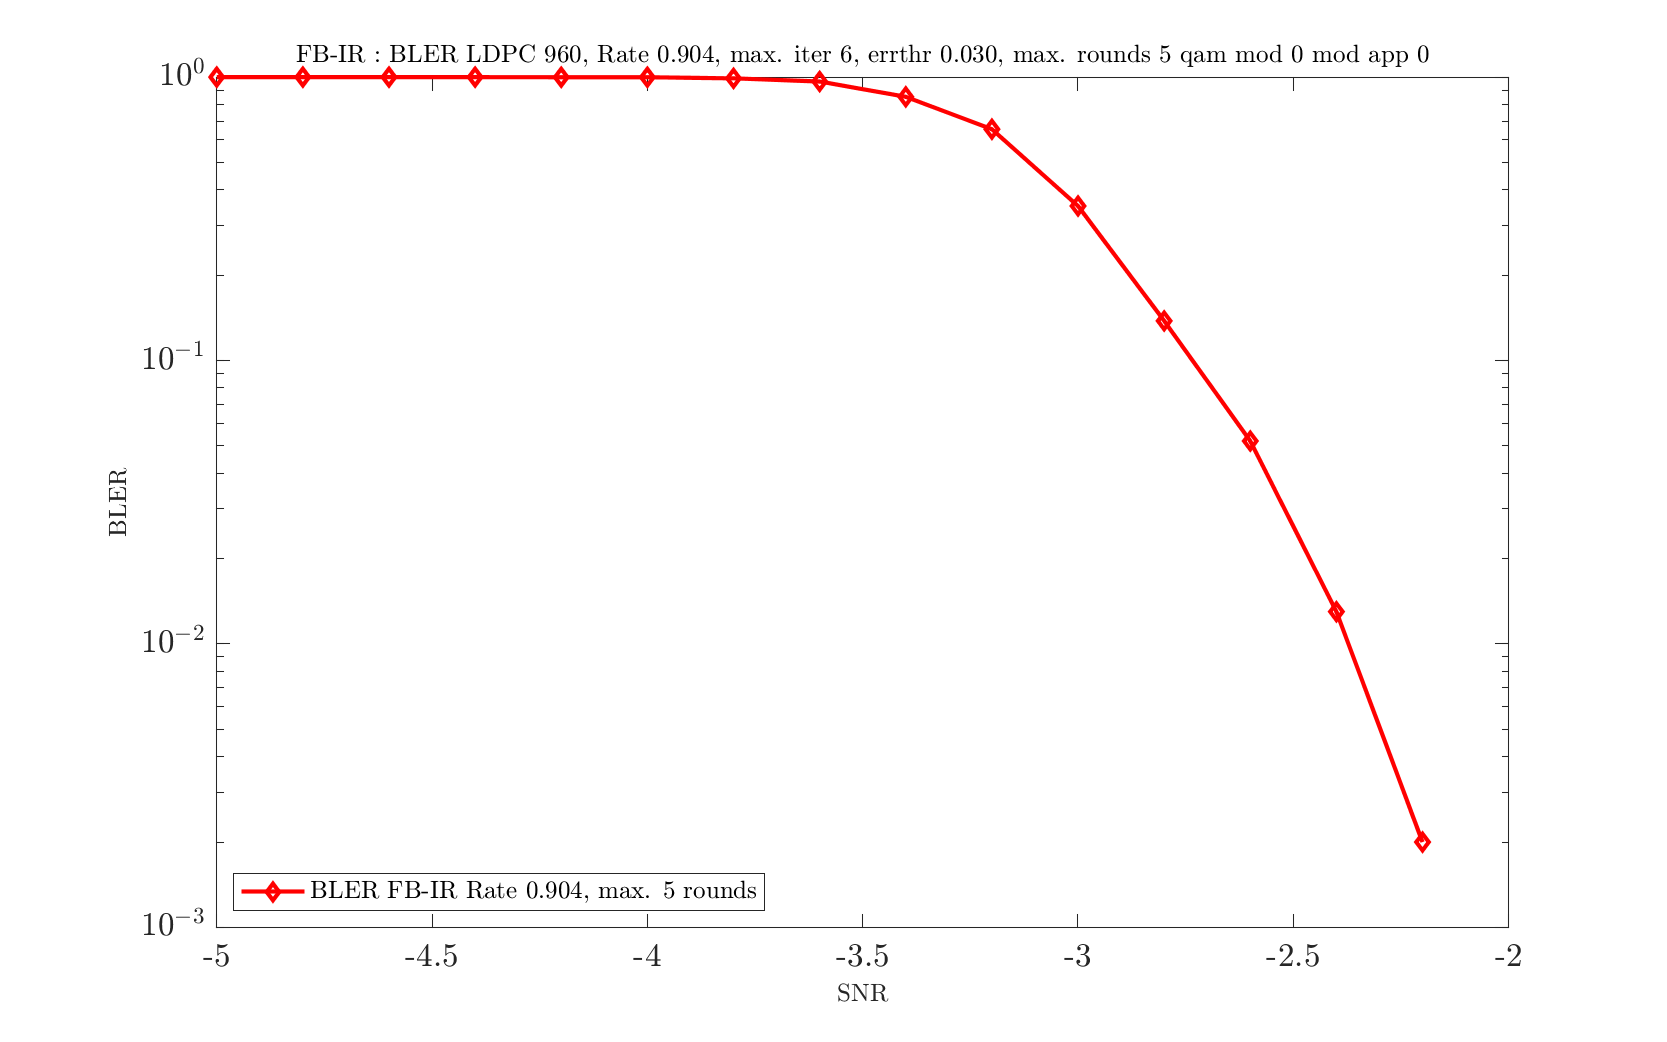 FB-IR : BLER LDPC 960, Rate 0.904, max. iter 6, errthr 0.030, max. rounds 5 qam mod 0 mod app 0
10^0
10^-1
10^-2
10^-3
BLER
BLER FB-IR Rate 0.904, max. 5 rounds
-5 -4.5 -4 -3.5 -3 -2.5 -2
SNR